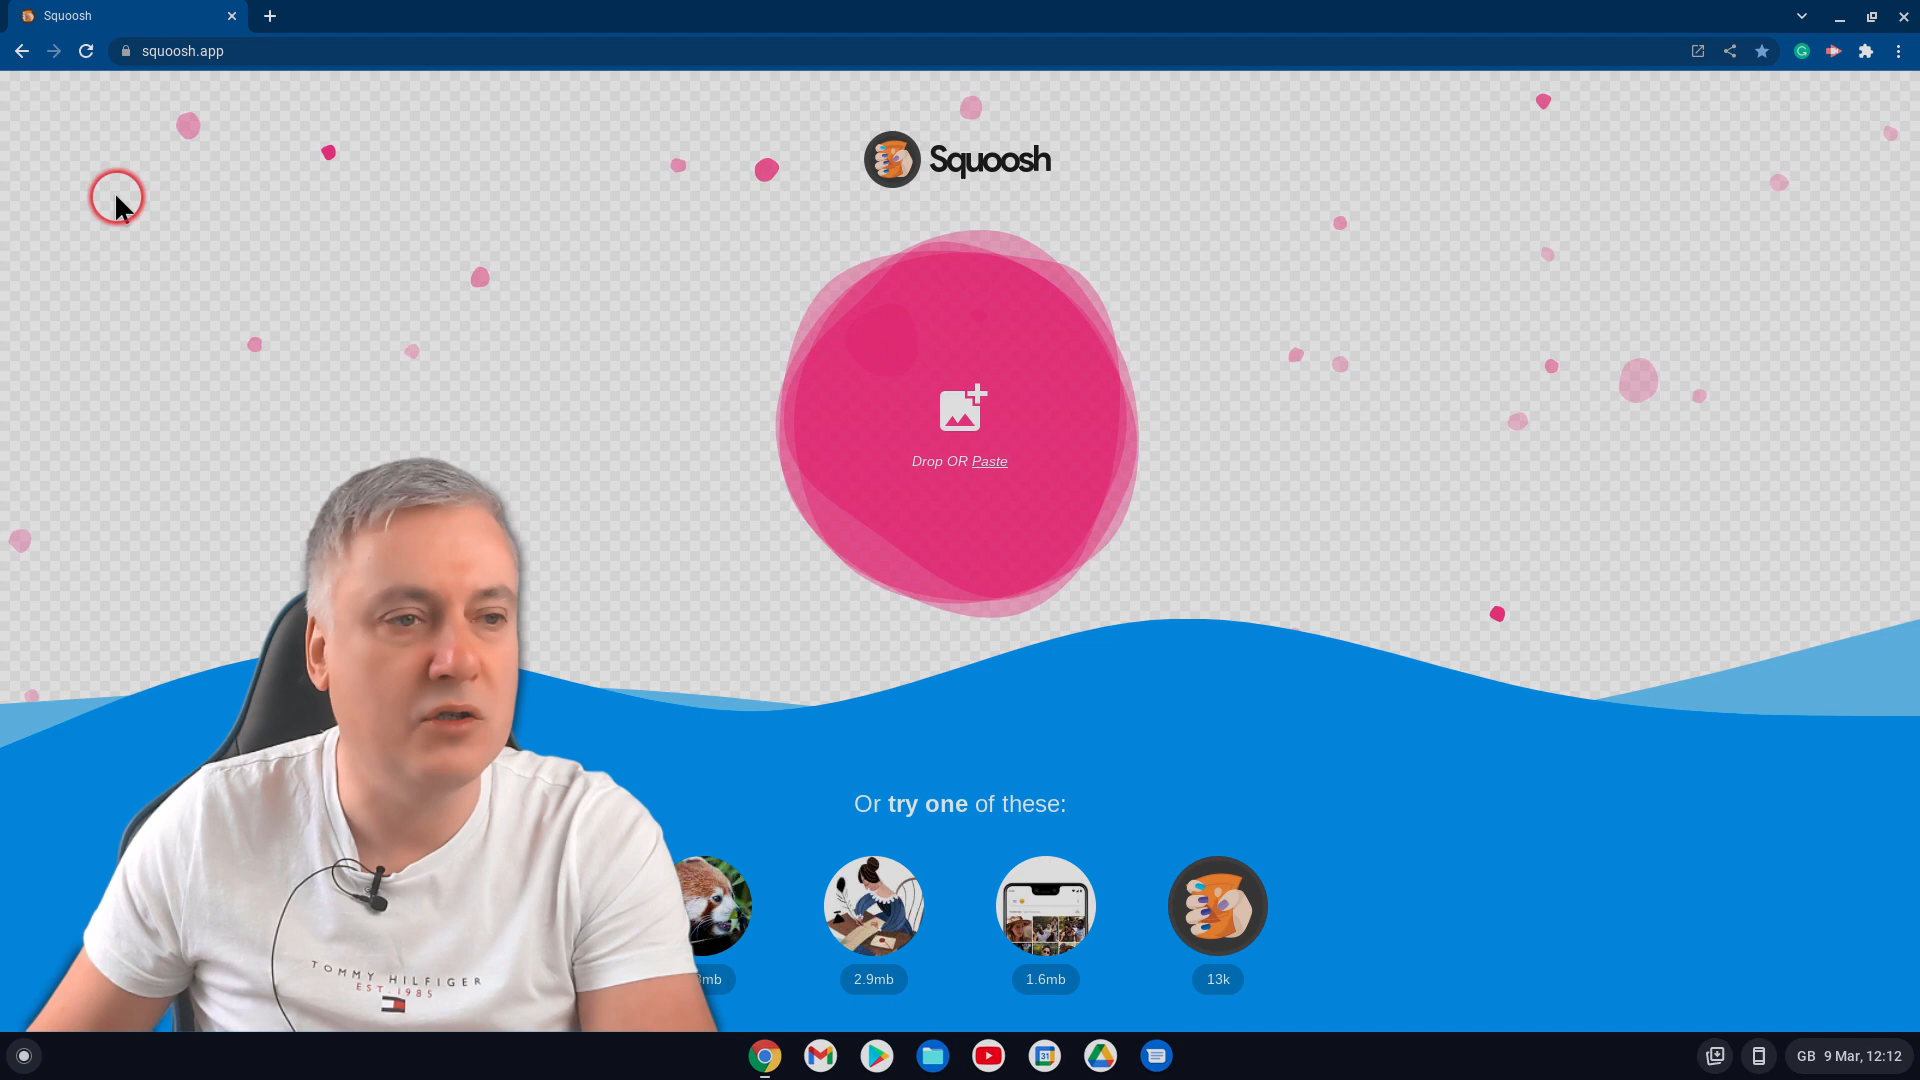 Squoosh
squoosh.app
Squoosh
Drop OR Paste
Or try one of these:
mb
2.9mb
1.6mb
13k
TOMMY HILFIGER
EST.1985
31
GB 9 Mar, 12:12